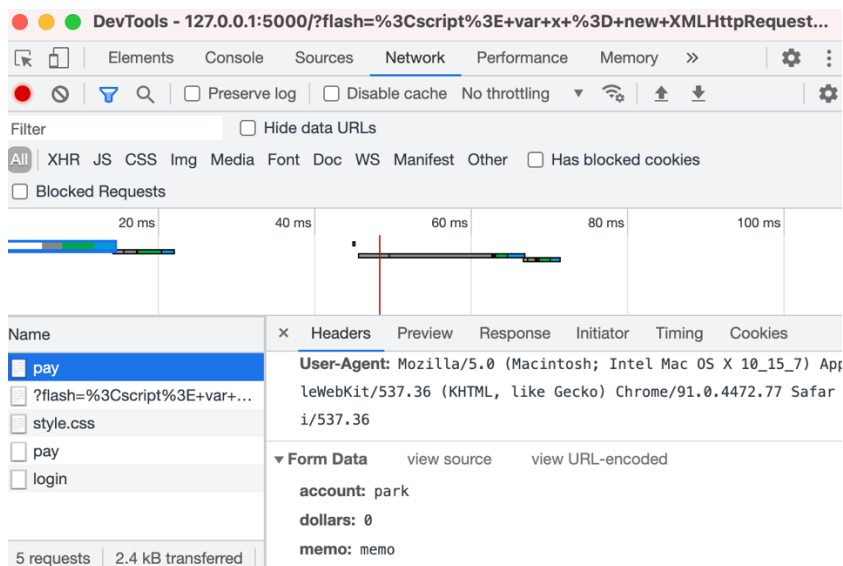 DevTools - 127.0.0.1:5000/?flash=%3Cscript%3E+var+x+%3D+new+XMLHttpRequest...
Elements Console Sources Network Performance Memory »
Preserve log Disable cache No throttling
Filter Hide data URLs
All XHR JS CSS Img Media Font Doc WS Manifest Other Has blocked cookies
Blocked Requests
20 ms 40 ms 60 ms 80 ms 100 ms
Name × Headers Preview Response Initiator Timing Cookies
pay
?flash=%3Cscript%3E+var+...
style.css
pay
login
5 requests 2.4 kB transferred
User-Agent: Mozilla/5.0 (Macintosh; Intel Mac OS X 10_15_7) App
leWebKit/537.36 (KHTML, like Gecko) Chrome/91.0.4472.77 Safar
i/537.36
Form Data view source view URL-encoded
account: park
dollars: 0
memo: memo